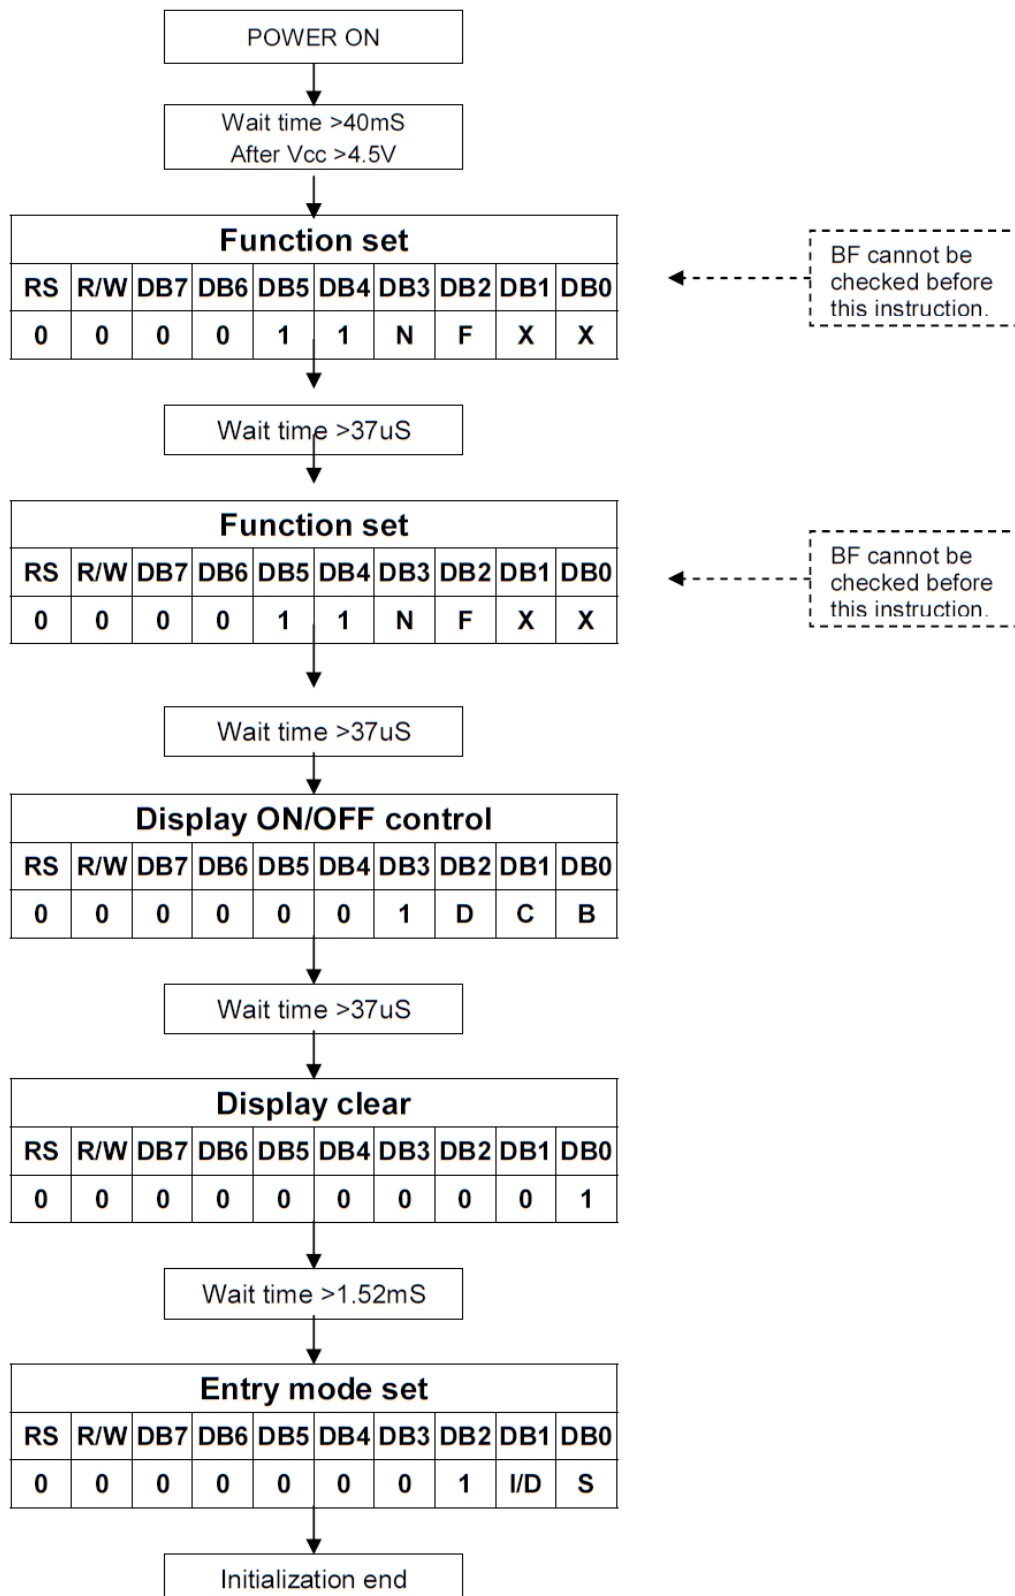 POWER ON
Wait time >40mS
After Vcc >4.5V
Function set
RS R/W DB7 DB6 DB5 DB4 DB3 DB2 DB1 DB0
0 0 0 0 1 1 N F X X
BF cannot be
checked before
this instruction.
Wait time >37uS
Function set
RS R/W DB7 DB6 DB5 DB4 DB3 DB2 DB1 DB0
0 0 0 0 1 1 N F X X
BF cannot be
checked before
this instruction.
Wait time >37uS
Display ON/OFF control
RS R/W DB7 DB6 DB5 DB4 DB3 DB2 DB1 DB0
0 0 0 0 0 0 1 D C B
Wait time >37uS
Display clear
RS R/W DB7 DB6 DB5 DB4 DB3 DB2 DB1 DB0
0 0 0 0 0 0 0 0 0 1
Wait time >1.52mS
Entry mode set
RS R/W DB7 DB6 DB5 DB4 DB3 DB2 DB1 DB0
0 0 0 0 0 0 0 1 I/D S
Initialization end